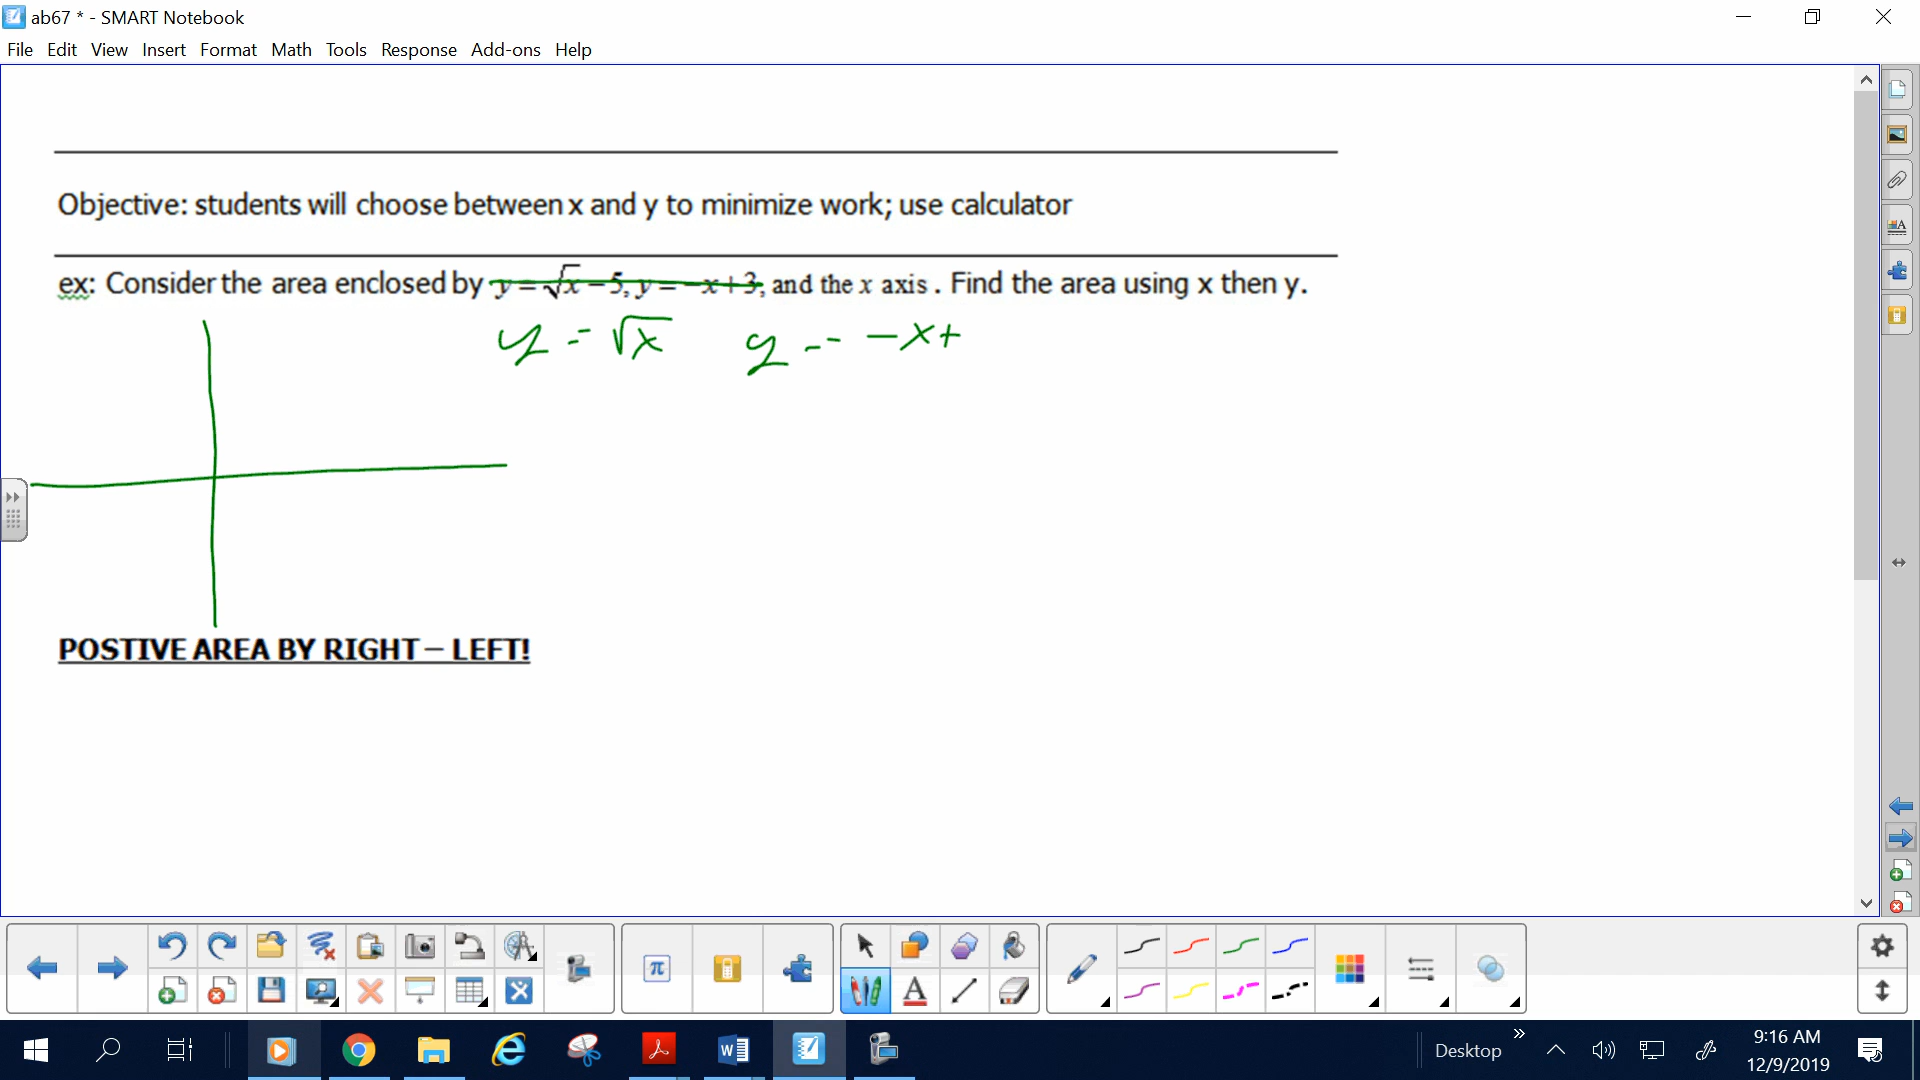 ab67 * - SMART Notebook
File Edit View Insert Format Math Tools Response Add-ons Help
Objective: students will choose between x and y to minimize work; use calculator
ex: Consider the area enclosed by y = √x − 5, y = −x + 3, and the x axis . Find the area using x then y.
y = √x y = -x+
POSTIVE AREA BY RIGHT – LEFT!
Desktop
9:16 AM
12/9/2019